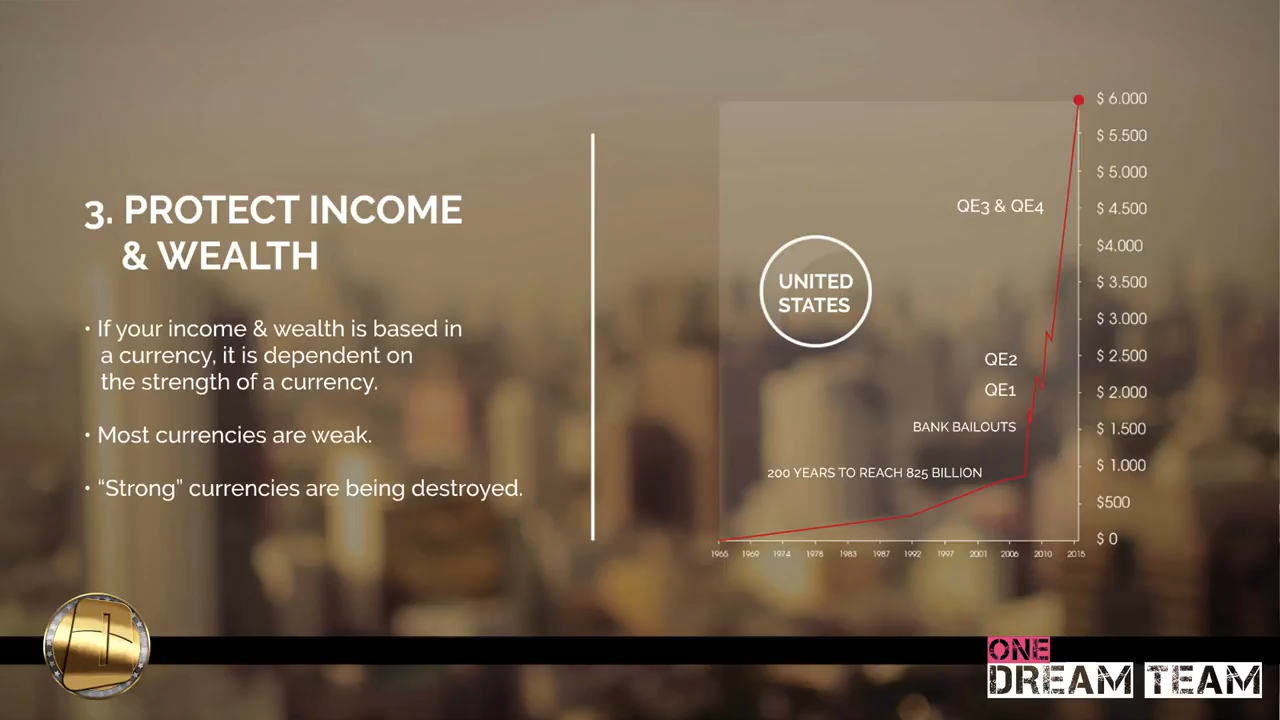 3. PROTECT INCOME
& WEALTH
• If your income & wealth is based in
a currency, it is dependent on
the strength of a currency.
• Most currencies are weak.
• “Strong” currencies are being destroyed.
UNITED
STATES
QE3 & QE4
QE2
QE1
BANK BAILOUTS
200 YEARS TO REACH 825 BILLION
$ 6.000
$ 5.500
$ 5.000
$ 4.500
$4.000
$ 3.500
$ 3.000
$ 2.500
$ 2.000
$ 1.500
$ 1.000
$500
$ 0
1965 1969 1974 1978 1983 1987 1992 1997 2001 2006 2010 2015
ONE
DREAM TEAM